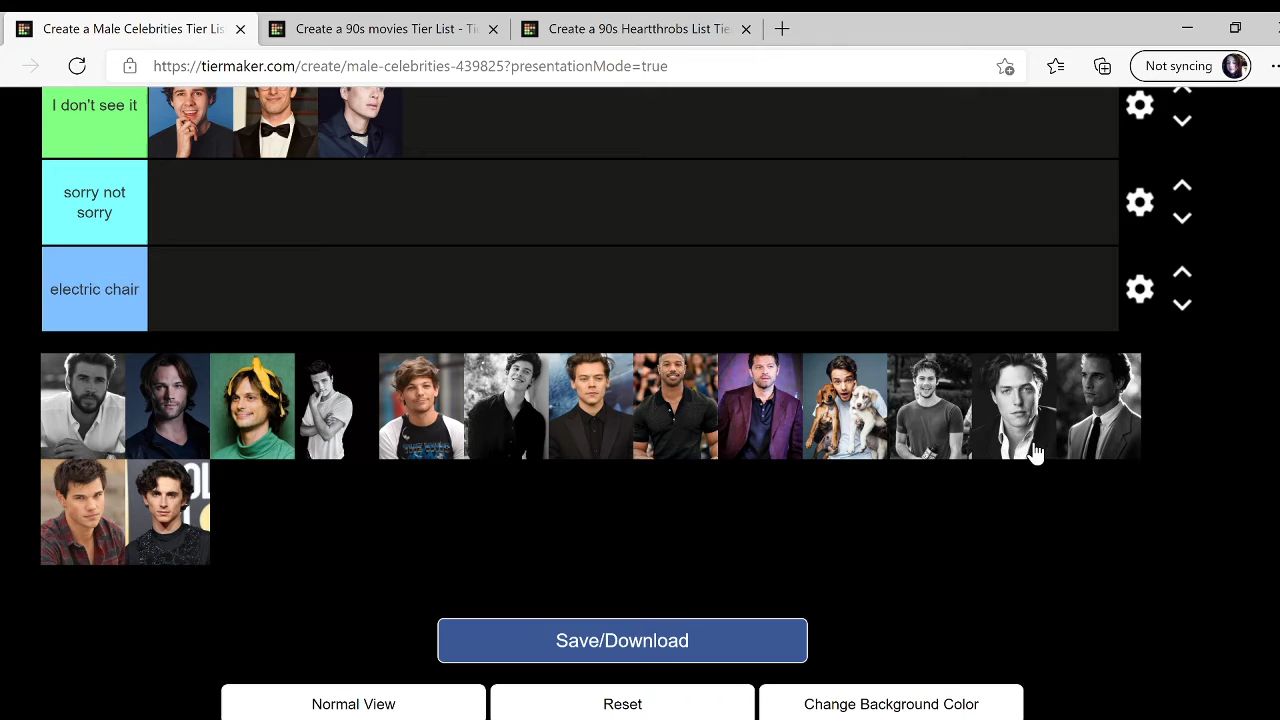 Create a Male Celebrities Tier Lis
Create a 90s movies Tier List - Ti
Create a 90s Hearttthrobs List Tie
https://tiermaker.com/create/male-celebrities-439825?presentationMode=true
Not syncing
I don't see it
sorry not
sorry
electric chair
Save/Download
Normal View
Reset
Change Background Color